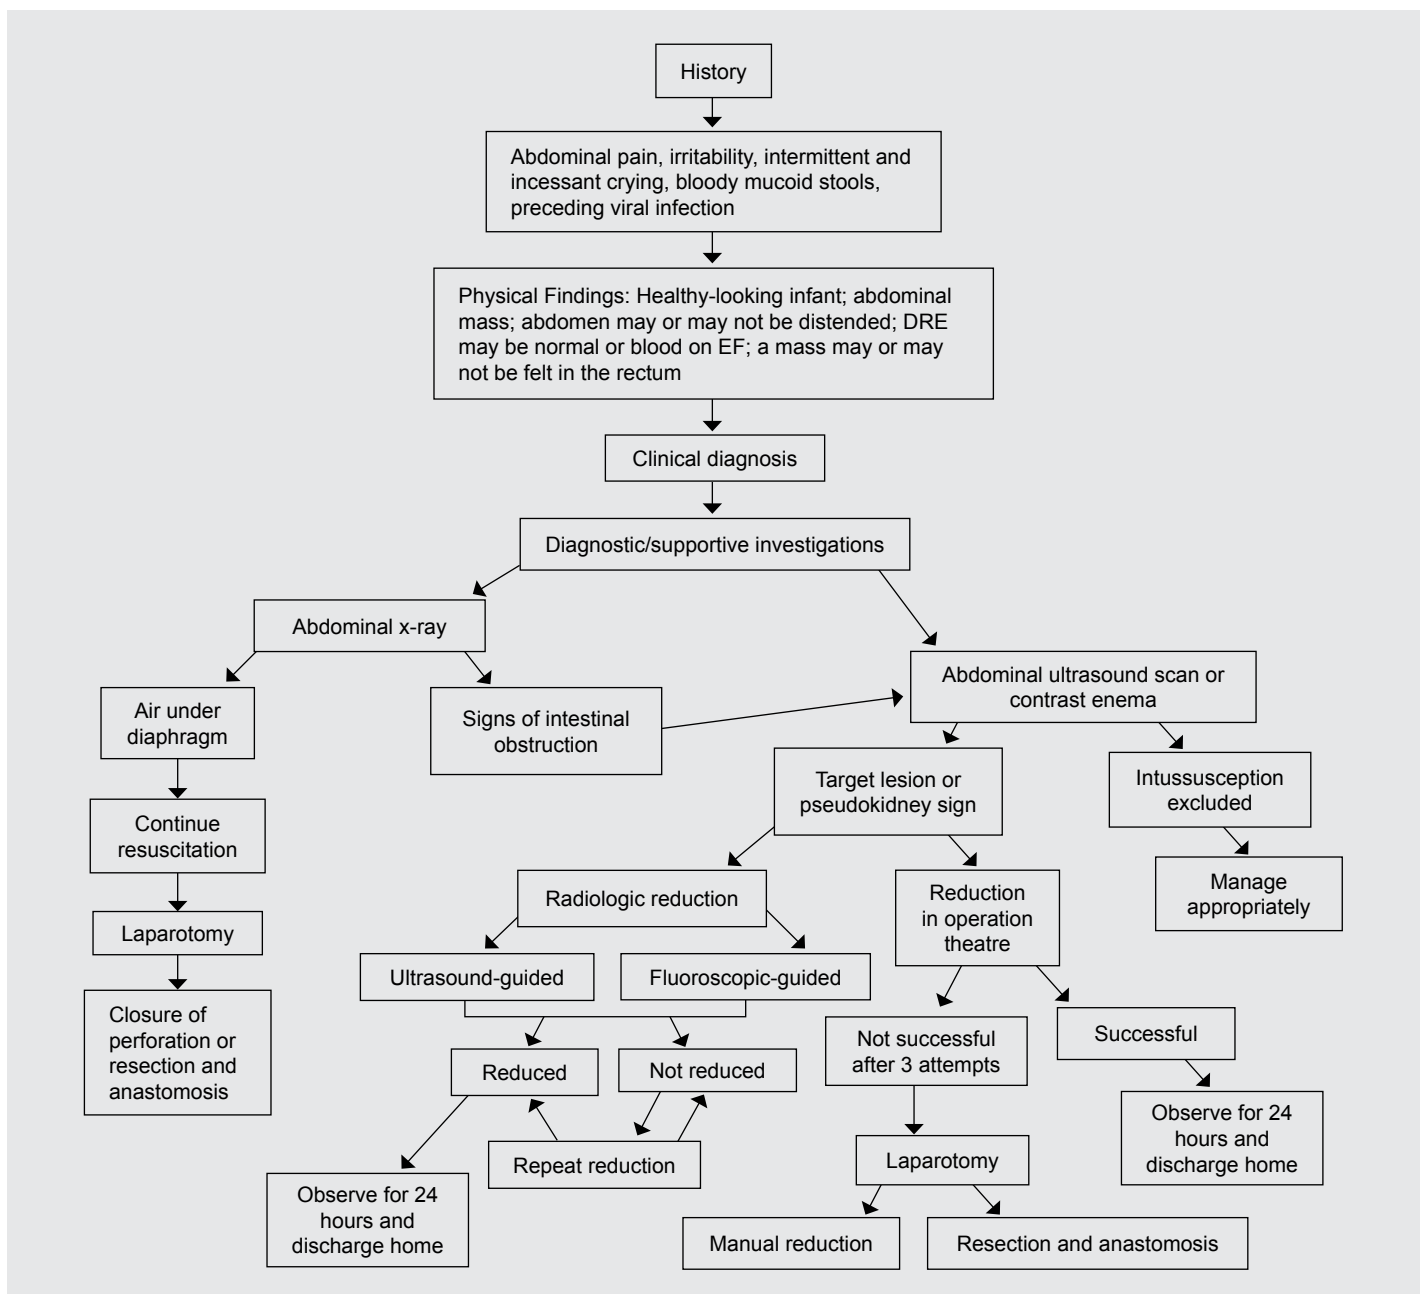 History
Abdominal pain, irritability, intermittent and
incessant crying, bloody mucoid stools,
preceding viral infection
Physical Findings: Healthy-looking infant; abdominal
mass; abdomen may or may not be distended; DRE
may be normal or blood on EF; a mass may or may
not be felt in the rectum
Clinical diagnosis
Diagnostic/supportive investigations
Abdominal x-ray
Abdominal ultrasound scan or
contrast enema
Air under
diaphragm
Signs of intestinal
obstruction
Target lesion or
pseudokidney sign
Intussusception
excluded
Continue
resuscitation
Manage
appropriately
Radiologic reduction
Reduction
in operation
theatre
Laparotomy
Ultrasound-guided
Fluoroscopic-guided
Closure of
perforation or
resection and
anastomosis
Not successful
after 3 attempts
Successful
Reduced
Not reduced
Observe for 24
hours and
discharge home
Repeat reduction
Laparotomy
Observe for 24
hours and
discharge home
Manual reduction
Resection and anastomosis